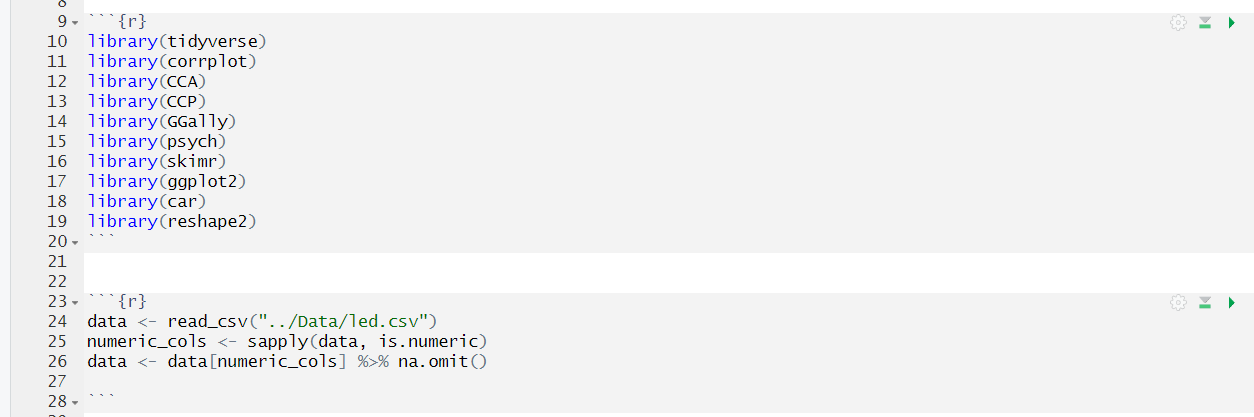 8
9 ```{r}
10 library(tidyverse)
11 library(corrplot)
12 library(CCA)
13 library(CCP)
14 library(GGally)
15 library(psych)
16 library(skimr)
17 library(ggplot2)
18 library(car)
19 library(reshape2)
20 ```
21
22
23 ```{r}
24 data <- read_csv("../Data/led.csv")
25 numeric_cols <- sapply(data, is.numeric)
26 data <- data[numeric_cols] %>% na.omit()
27
28 ```